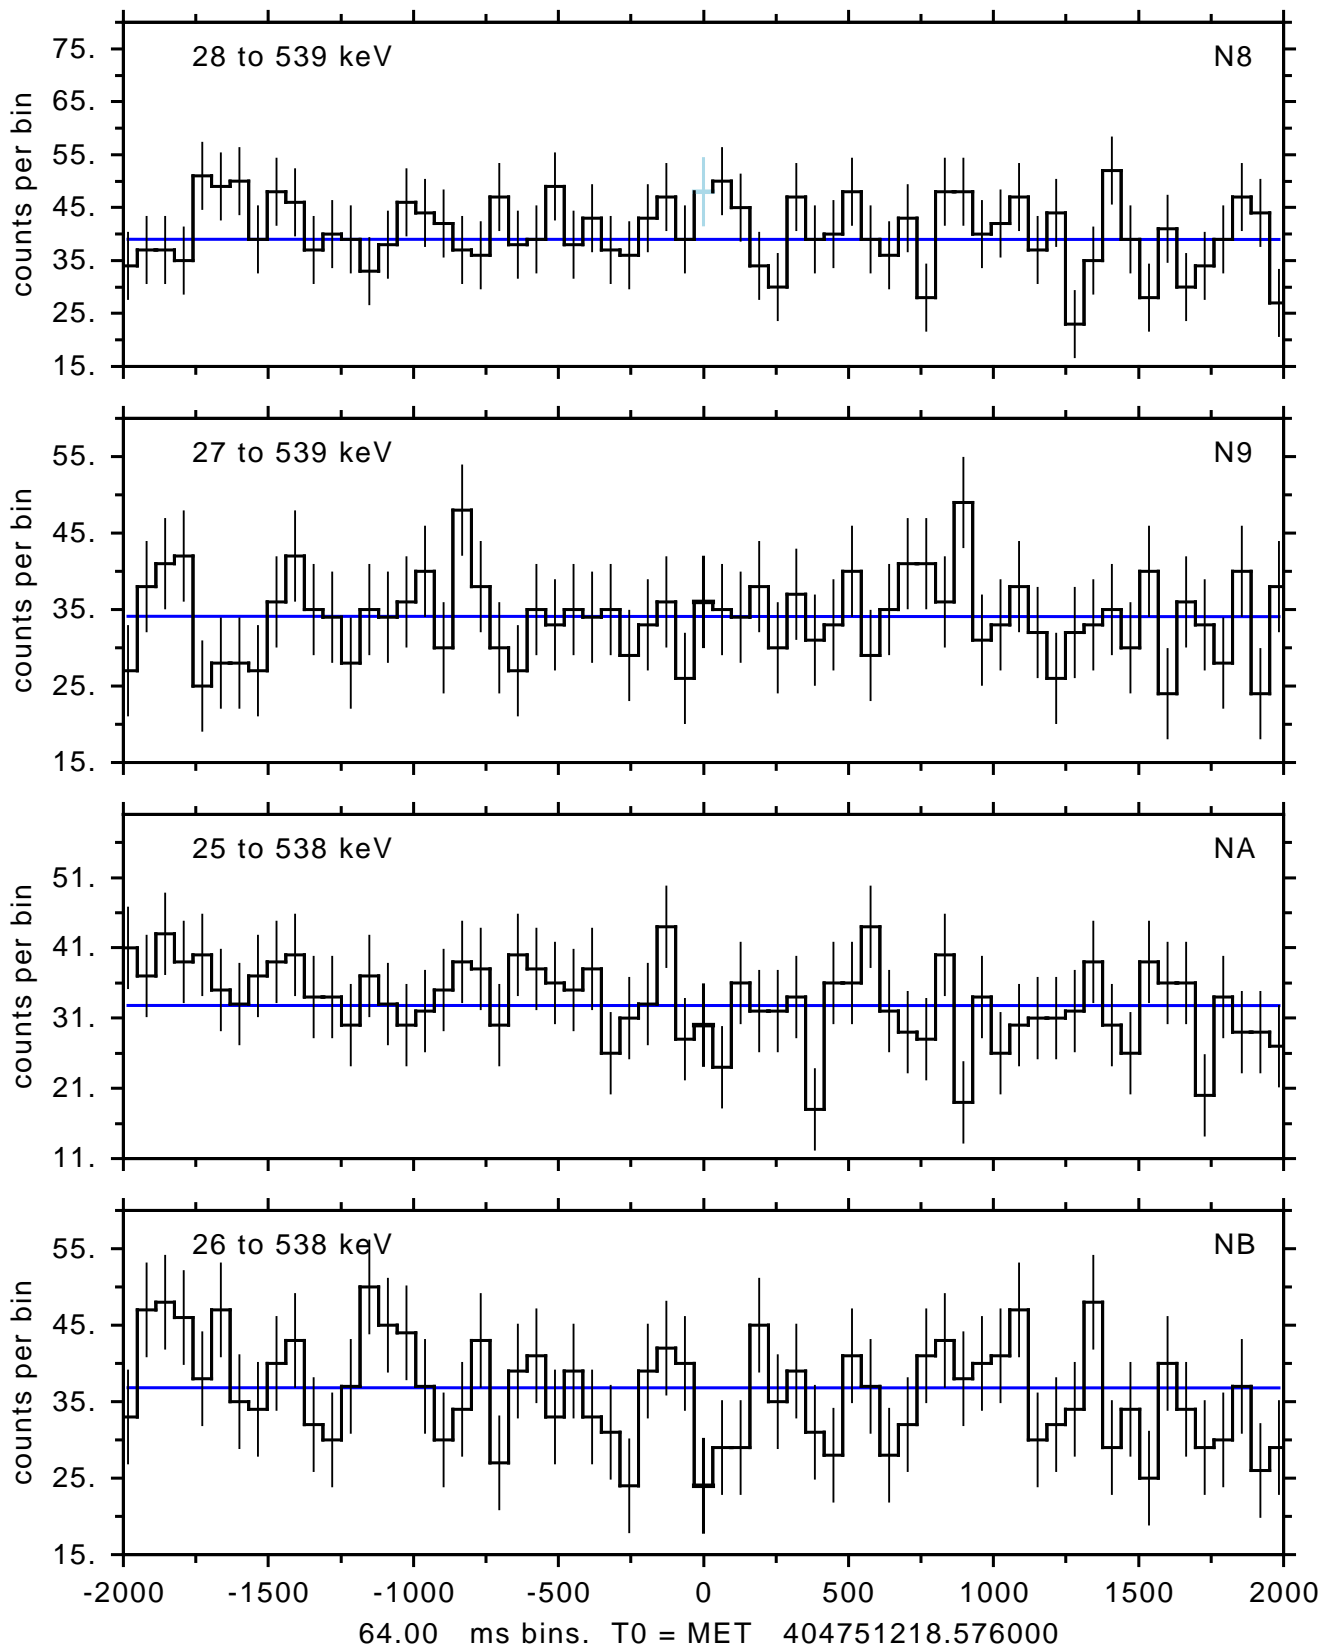 28 to 539 keV N8
75.
65.
55.
45.
35.
25.
15.
counts per bin
27 to 539 keV N9
55.
45.
35.
25.
15.
counts per bin
25 to 538 keV NA
51.
41.
31.
21.
11.
counts per bin
26 to 538 keV NB
55.
45.
35.
25.
15.
counts per bin
-2000 -1500 -1000 -500 0 500 1000 1500 2000
64.00 ms bins. T0 = MET 404751218.576000